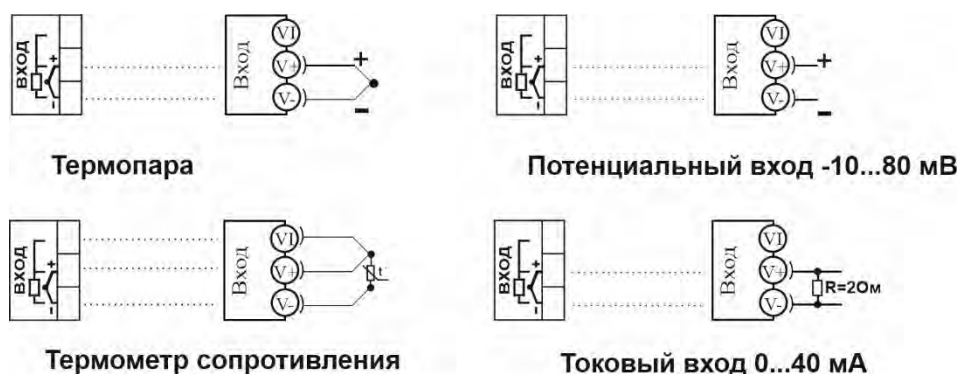 ВХОД
+
-
Вход
VI
V+
V-
+
−
Термопара
ВХОД
+
-
Вход
VI
V+
V-
+
−
Потенциальный вход -10...80 мВ
ВХОД
+
-
Вход
VI
V+
V-
t
Термометр сопротивления
ВХОД
+
-
Вход
VI
V+
V-
R=2Ом
Токовый вход 0...40 мА